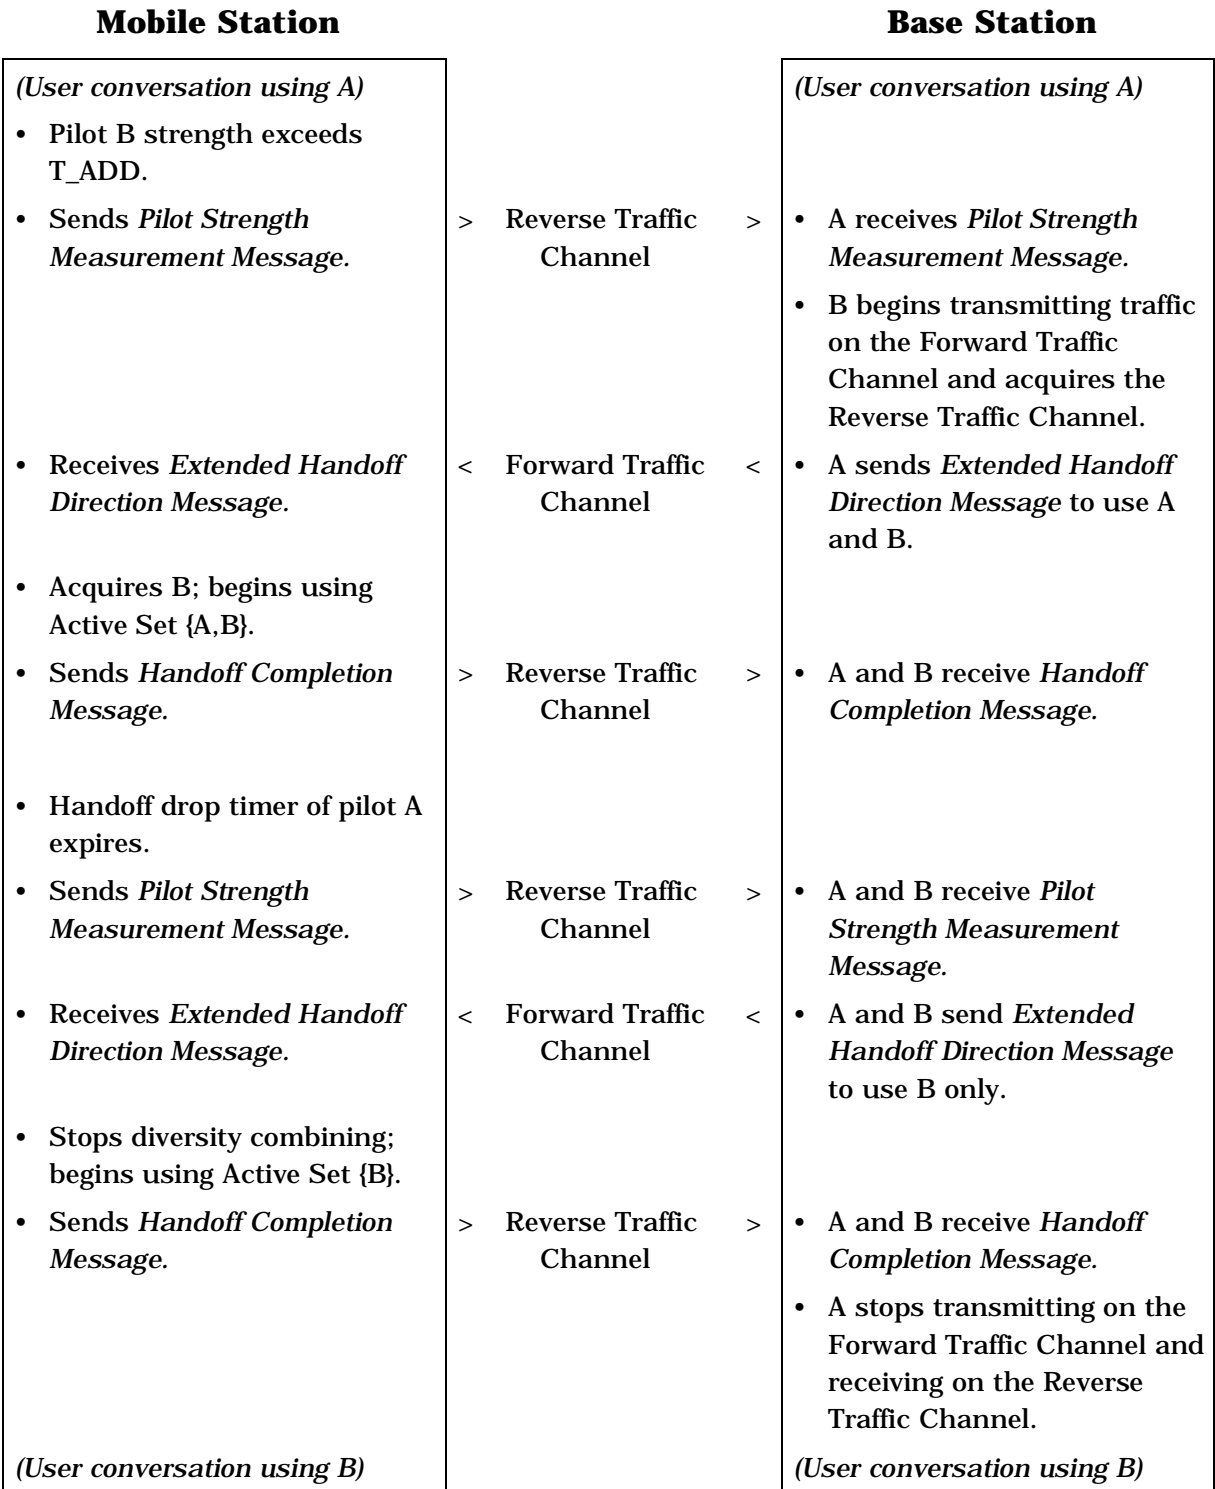 Mobile Station
Base Station
(User conversation using A)
(User conversation using A)
• Pilot B strength exceeds
T_ADD.
• Sends Pilot Strength
Measurement Message.
> Reverse Traffic >
Channel
• A receives Pilot Strength
Measurement Message.
• B begins transmitting traffic
on the Forward Traffic
Channel and acquires the
Reverse Traffic Channel.
• Receives Extended Handoff
Direction Message.
< Forward Traffic <
Channel
• A sends Extended Handoff
Direction Message to use A
and B.
• Acquires B; begins using
Active Set {A,B}.
• Sends Handoff Completion
Message.
> Reverse Traffic >
Channel
• A and B receive Handoff
Completion Message.
• Handoff drop timer of pilot A
expires.
• Sends Pilot Strength
Measurement Message.
> Reverse Traffic >
Channel
• A and B receive Pilot
Strength Measurement
Message.
• Receives Extended Handoff
Direction Message.
< Forward Traffic <
Channel
• A and B send Extended
Handoff Direction Message
to use B only.
• Stops diversity combining;
begins using Active Set {B}.
• Sends Handoff Completion
Message.
> Reverse Traffic >
Channel
• A and B receive Handoff
Completion Message.
• A stops transmitting on the
Forward Traffic Channel and
receiving on the Reverse
Traffic Channel.
(User conversation using B)
(User conversation using B)